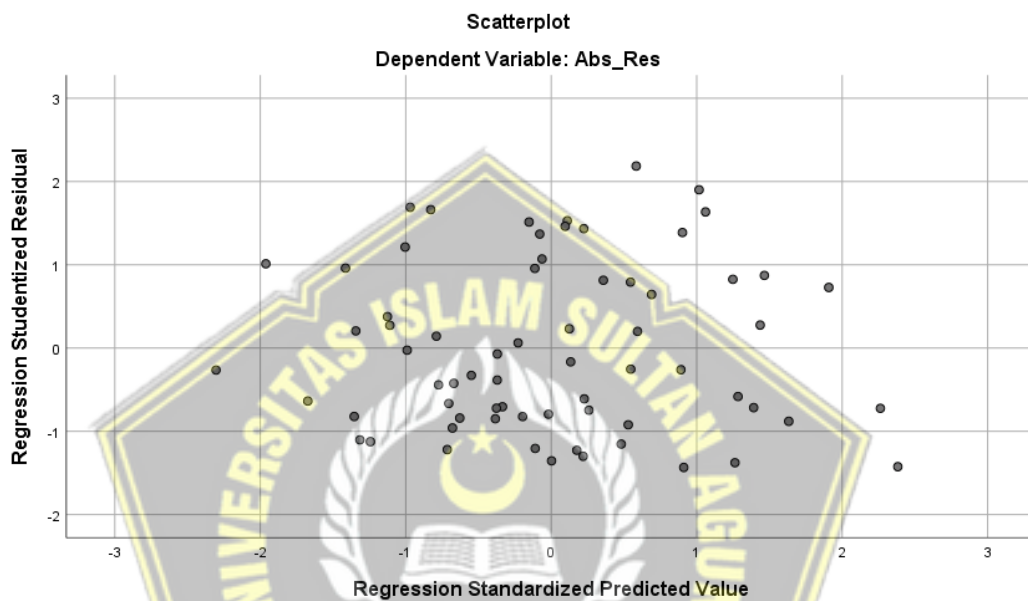 Scatterplot
Dependent Variable: Abs_Res
Regression Studentized Residual
3
2
1
0
-1
-2
-3
-2
-1
0
1
2
3
Regression Standardized Predicted Value
UNIVERSITAS ISLAM SULTAN AGUN